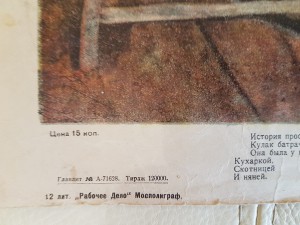 Цена 15 коп.
История прос
Кулак батрач
Она была у
Кухаркой,
Скотницей
И няней.
Главлит № А-71628. Тираж 120000.
12 лит. „Рабочее Дело" Мосполиграф.